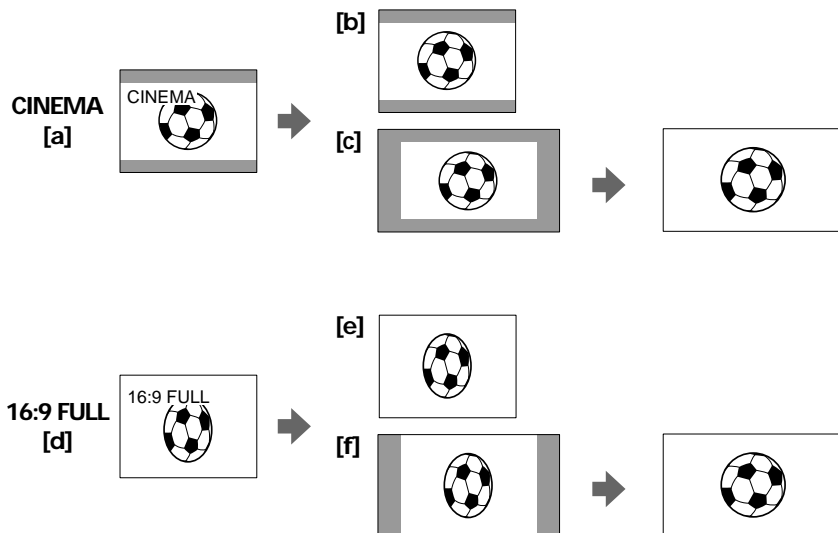 [b]
CINEMA
CINEMA
[a]
[c]
[e]
16:9 FULL
16:9 FULL
[d]
[f]